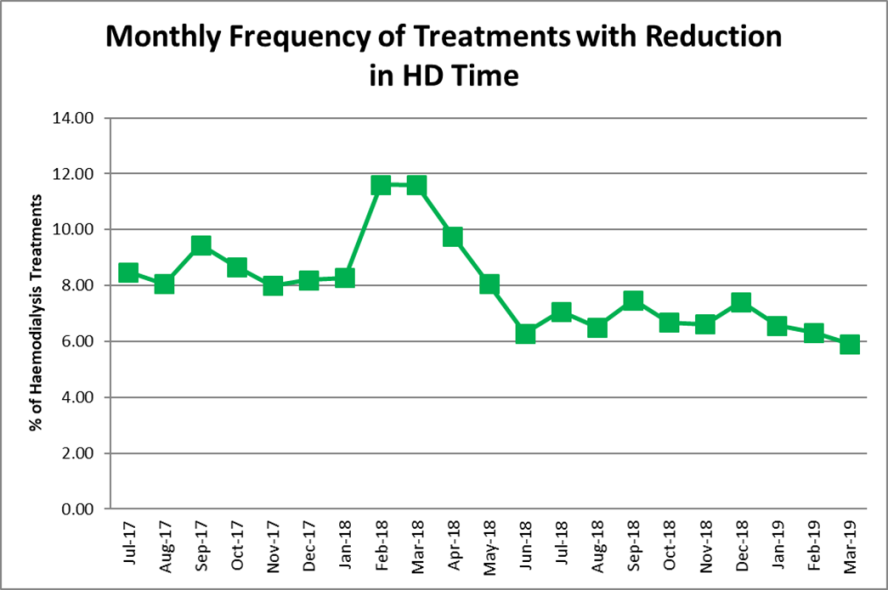 Monthly Frequency of Treatments with Reduction
in HD Time
% of Haemodialysis Treatments
14.00
12.00
10.00
8.00
6.00
4.00
2.00
0.00
Jul-17
Aug-17
Sep-17
Oct-17
Nov-17
Dec-17
Jan-18
Feb-18
Mar-18
Apr-18
May-18
Jun-18
Jul-18
Aug-18
Sep-18
Oct-18
Nov-18
Dec-18
Jan-19
Feb-19
Mar-19